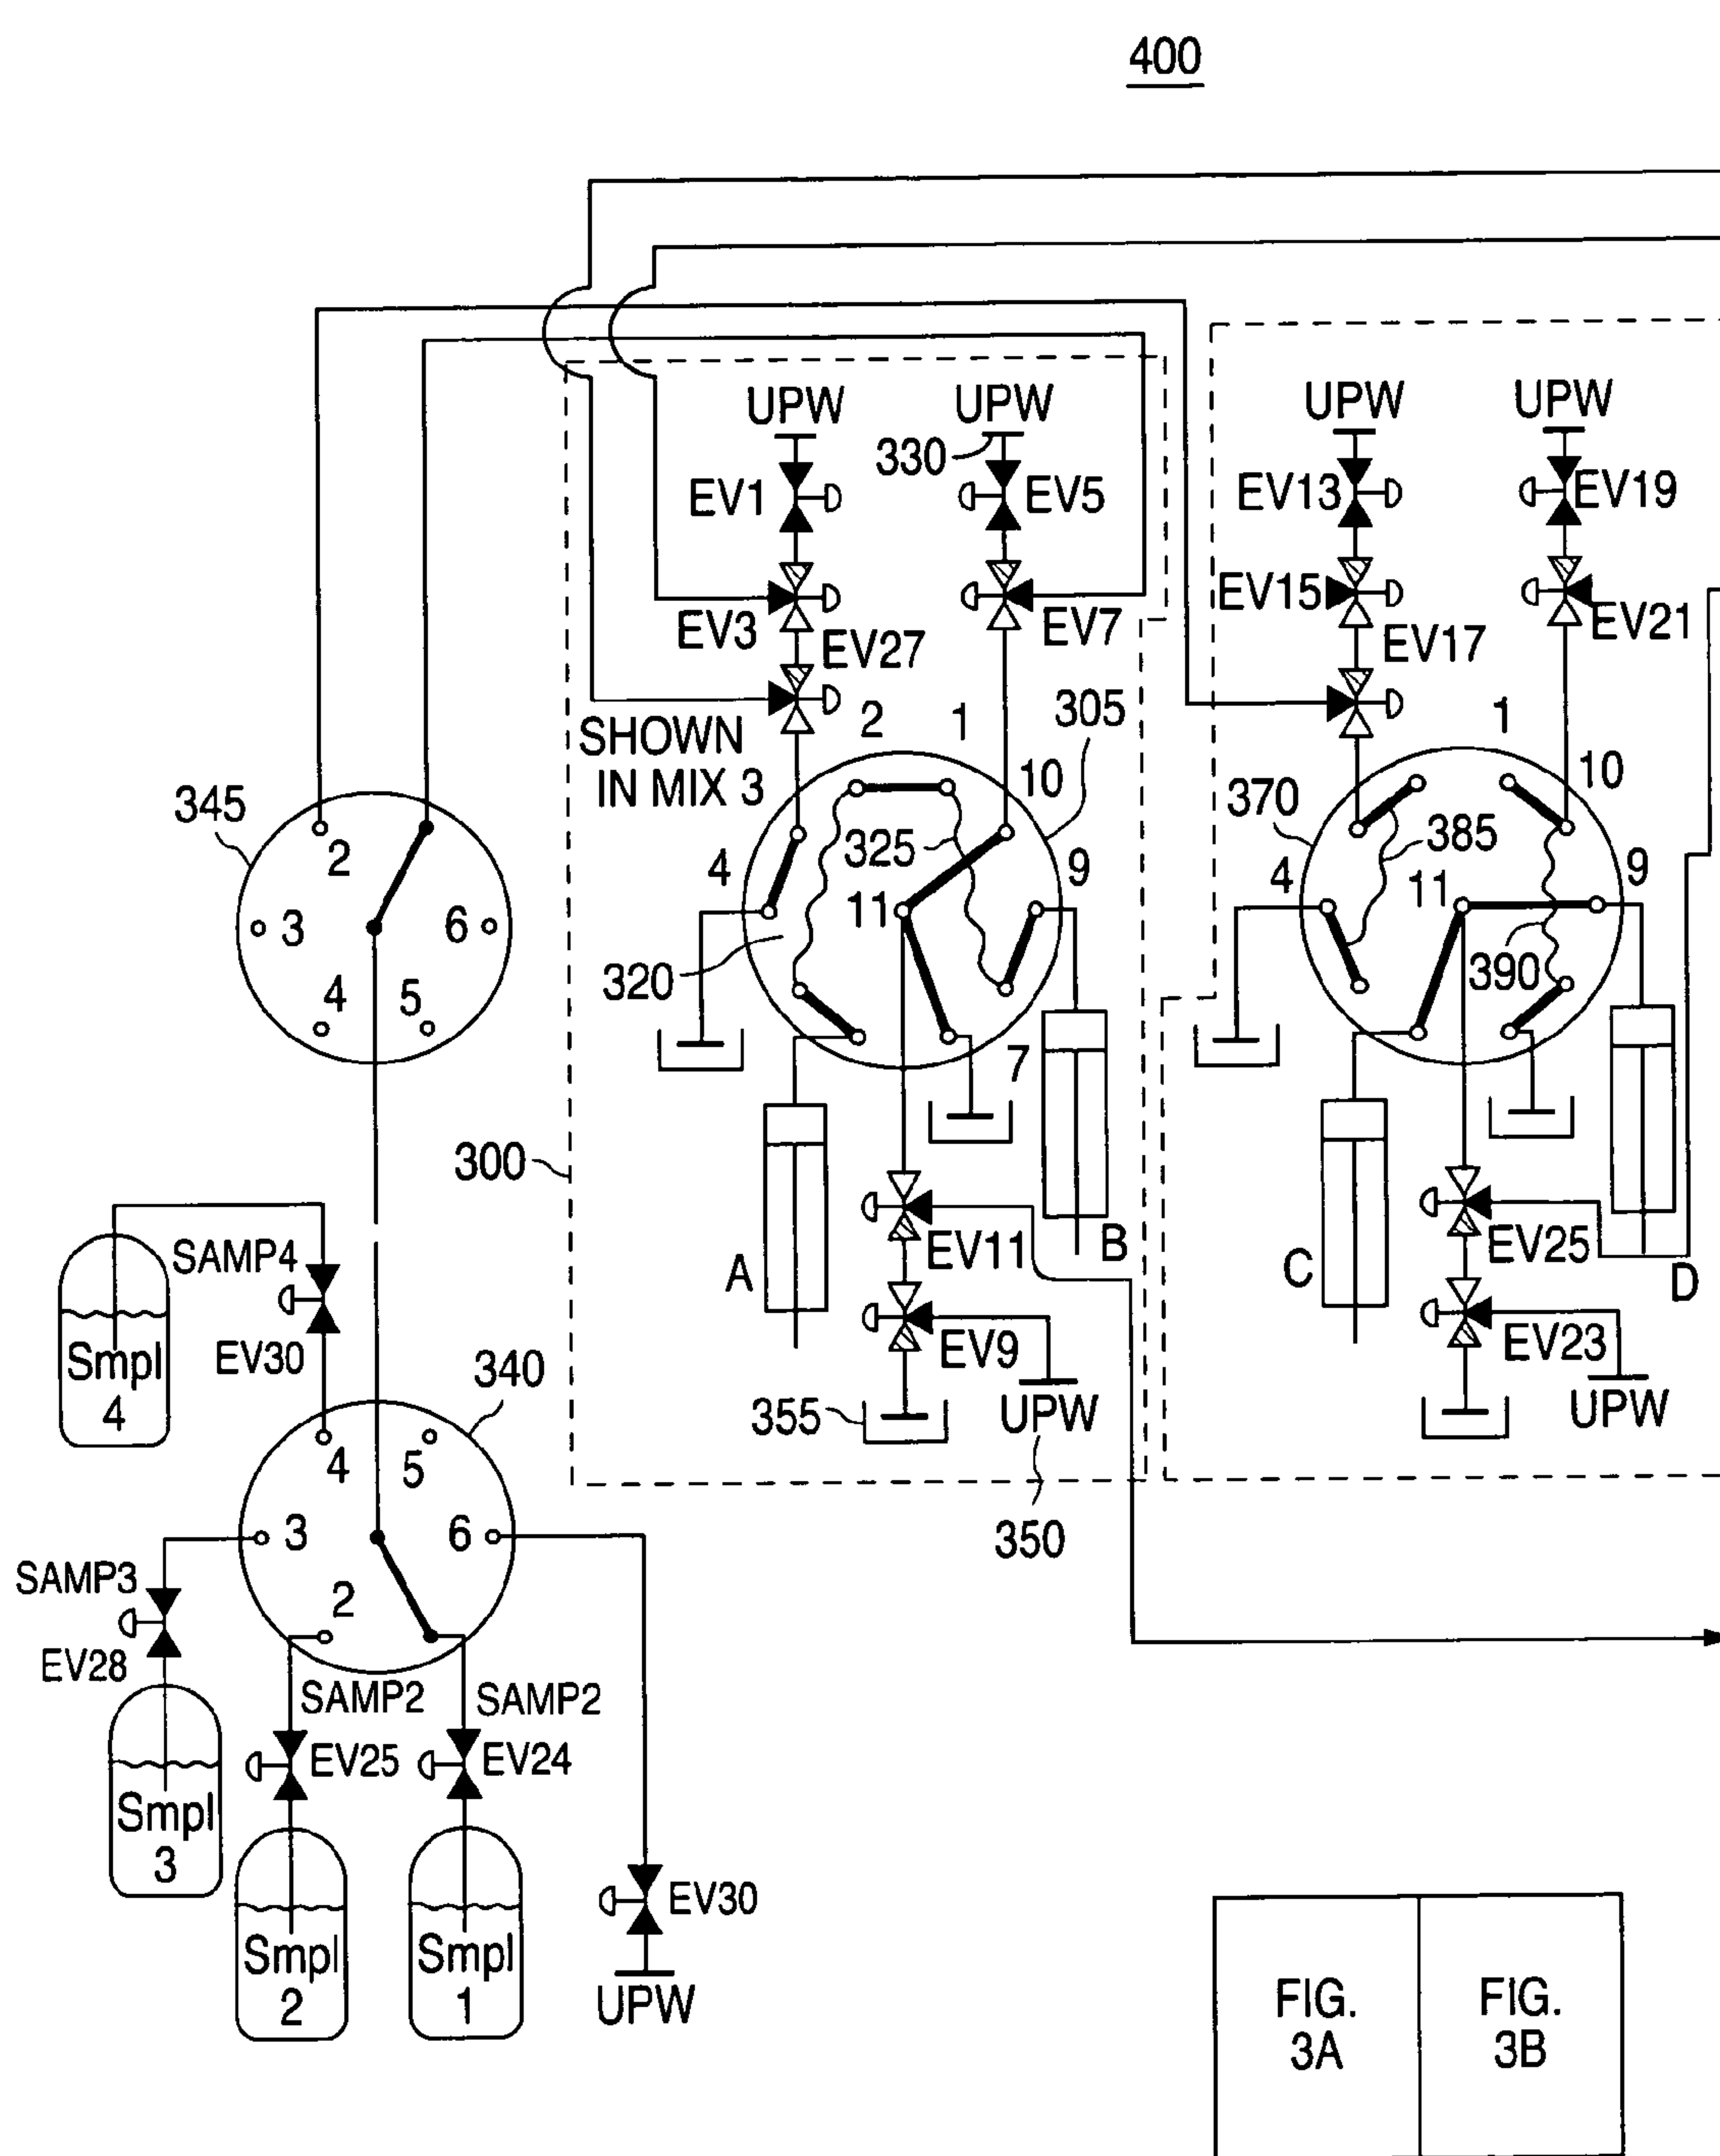 400
UPW
UPW
UPW
UPW
330
EV1
EV5
EV13
EV19
EV3
EV7
EV15
EV21
EV27
EV17
SHOWN
IN MIX 3
2
1
305
1
10
10
345
2
3
6
4
5
4
325
11
9
320
7
370
385
4
11
9
390
300
A
B
EV11
EV9
355
UPW
350
C
D
EV25
EV23
UPW
SAMP4
EV30
Smpl
4
340
4
5
3
6
2
SAMP3
EV28
Smpl
3
SAMP2
SAMP2
EV25
EV24
Smpl
2
Smpl
1
EV30
UPW
FIG.
3A
FIG.
3B